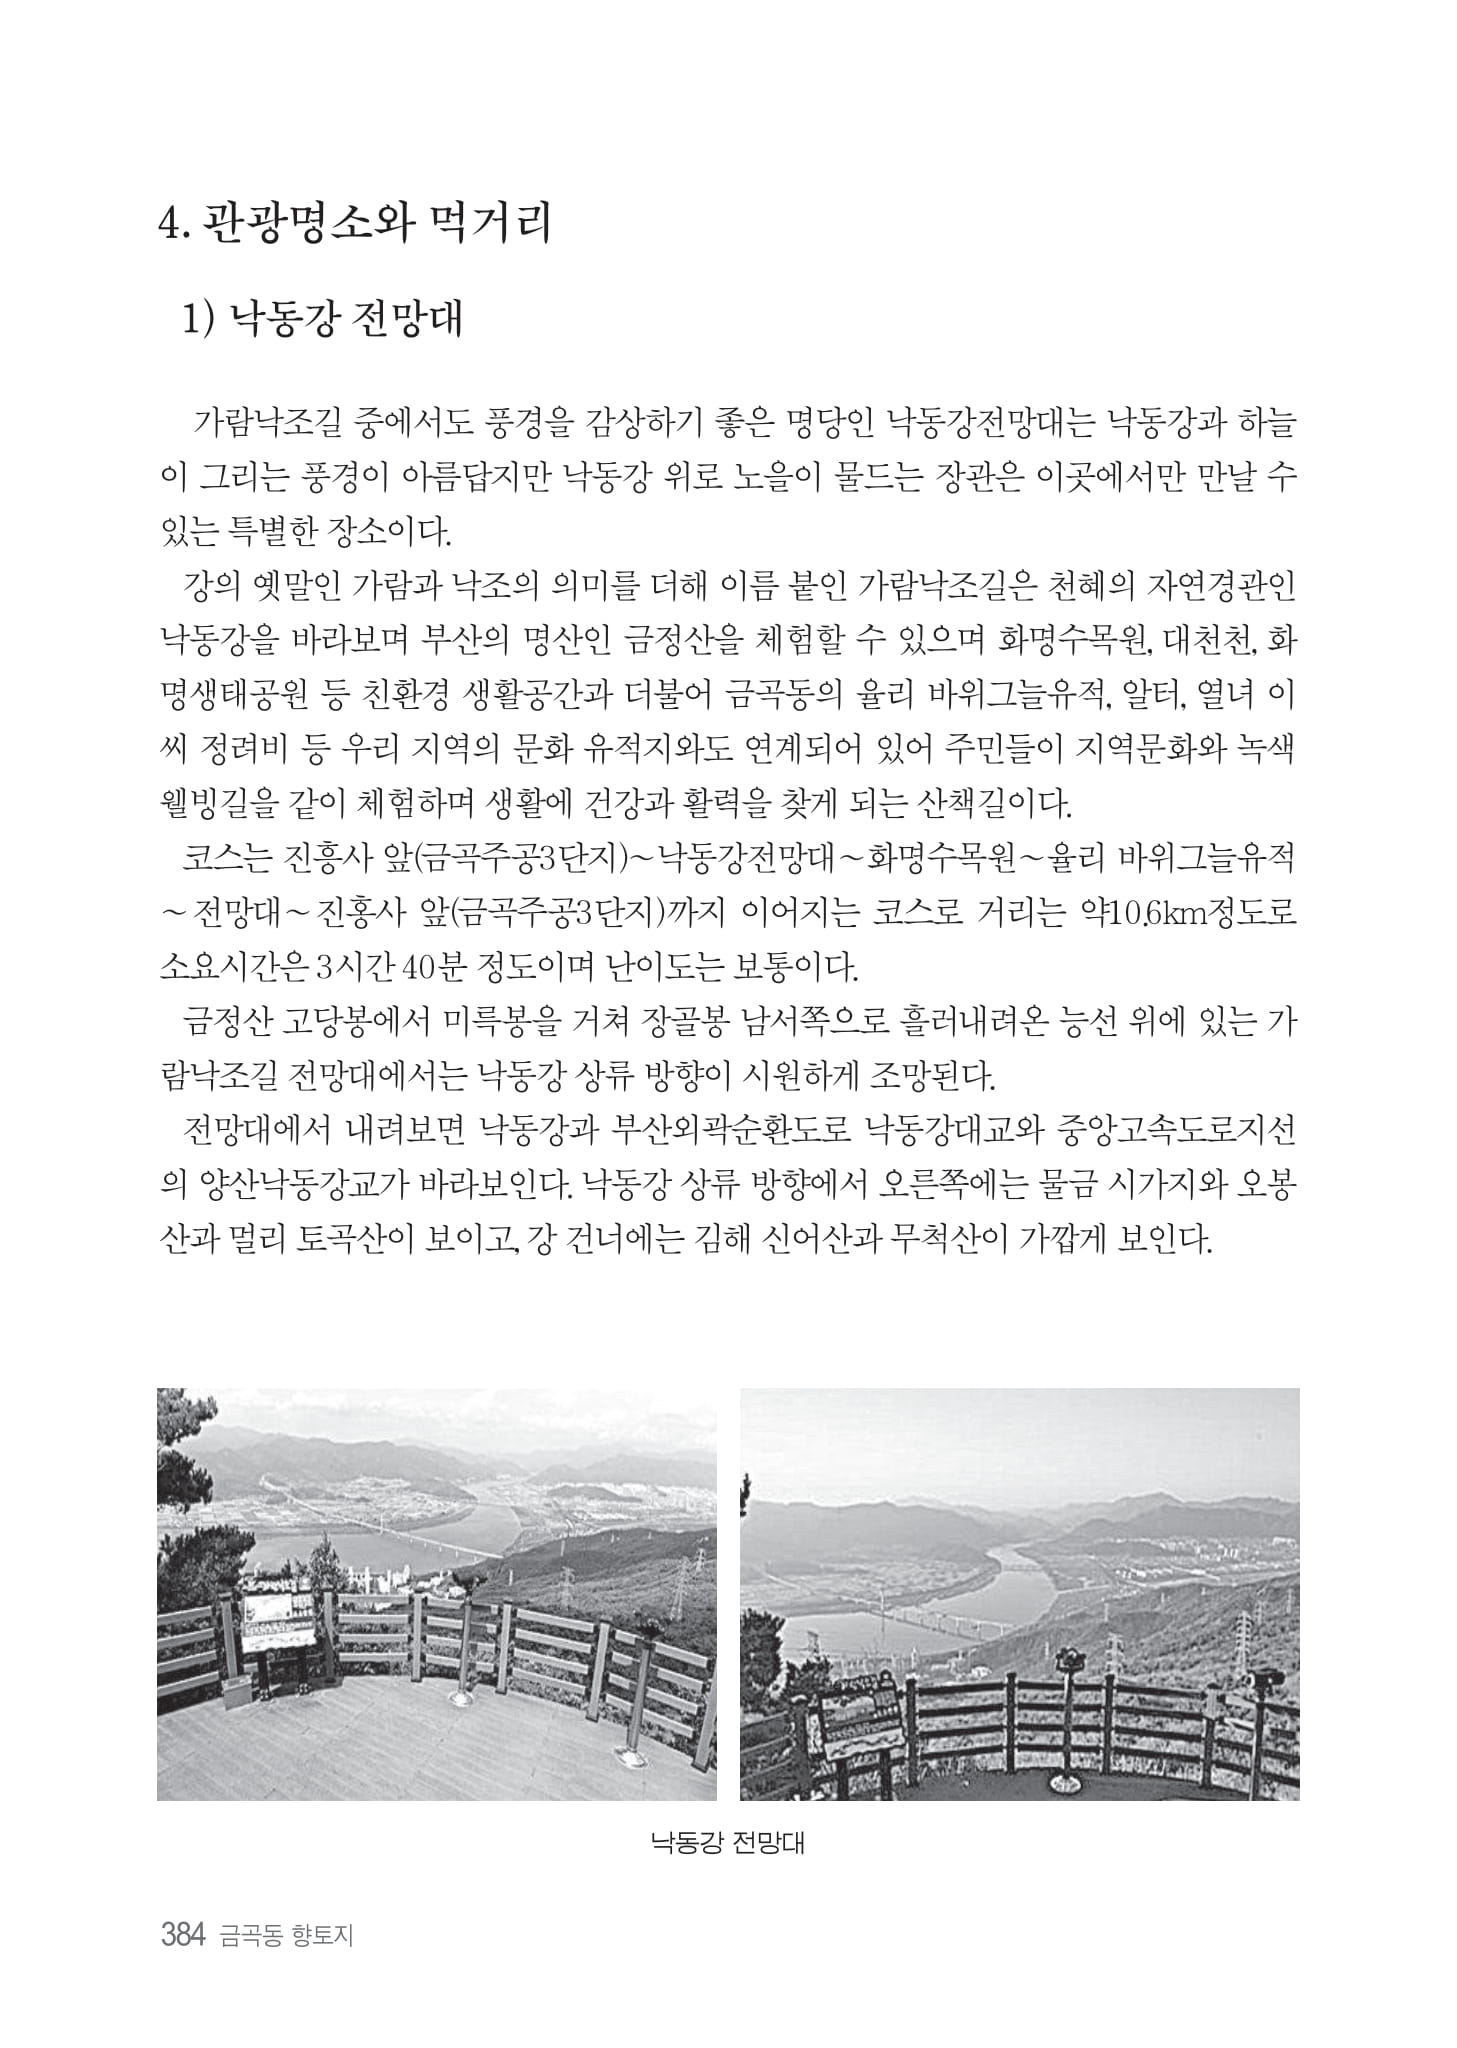 4. 관광명소와 먹거리
1) 낙동강 전망대
가람낙조길 중에서도 풍경을 감상하기 좋은 명당인 낙동강전망대는 낙동강과 하늘
이 그리는 풍경이 아름답지만 낙동강 위로 노을이 물드는 장관은 이곳에서만 만날 수
있는 특별한 장소이다.
강의 옛말인 가람과 낙조의 의미를 더해 이름 붙인 가람낙조길은 천혜의 자연경관인
낙동강을 바라보며 부산의 명산인 금정산을 체험할 수 있으며 화명수목원, 대천천, 화
명생태공원 등 친환경 생활공간과 더불어 금곡동의 율리 바위그늘유적, 알터, 열녀 이
씨 정려비 등 우리 지역의 문화 유적지와도 연계되어 있어 주민들이 지역문화와 녹색
웰빙길을 같이 체험하며 생활에 건강과 활력을 찾게 되는 산책길이다.
코스는 진흥사 앞(금곡주공3단지)~낙동강전망대~화명수목원~율리 바위그늘유적
~전망대~진홍사 앞(금곡주공3단지)까지 이어지는 코스로 거리는 약10.6km정도로
소요시간은 3시간 40분 정도이며 난이도는 보통이다.
금정산 고당봉에서 미륵봉을 거쳐 장골봉 남서쪽으로 흘러내려온 능선 위에 있는 가
람낙조길 전망대에서는 낙동강 상류 방향이 시원하게 조망된다.
전망대에서 내려보면 낙동강과 부산외곽순환도로 낙동강대교와 중앙고속도로지선
의 양산낙동강교가 바라보인다. 낙동강 상류 방향에서 오른쪽에는 물금 시가지와 오봉
산과 멀리 토곡산이 보이고, 강 건너에는 김해 신어산과 무척산이 가깝게 보인다.
낙동강 전망대
384 금곡동 향토지